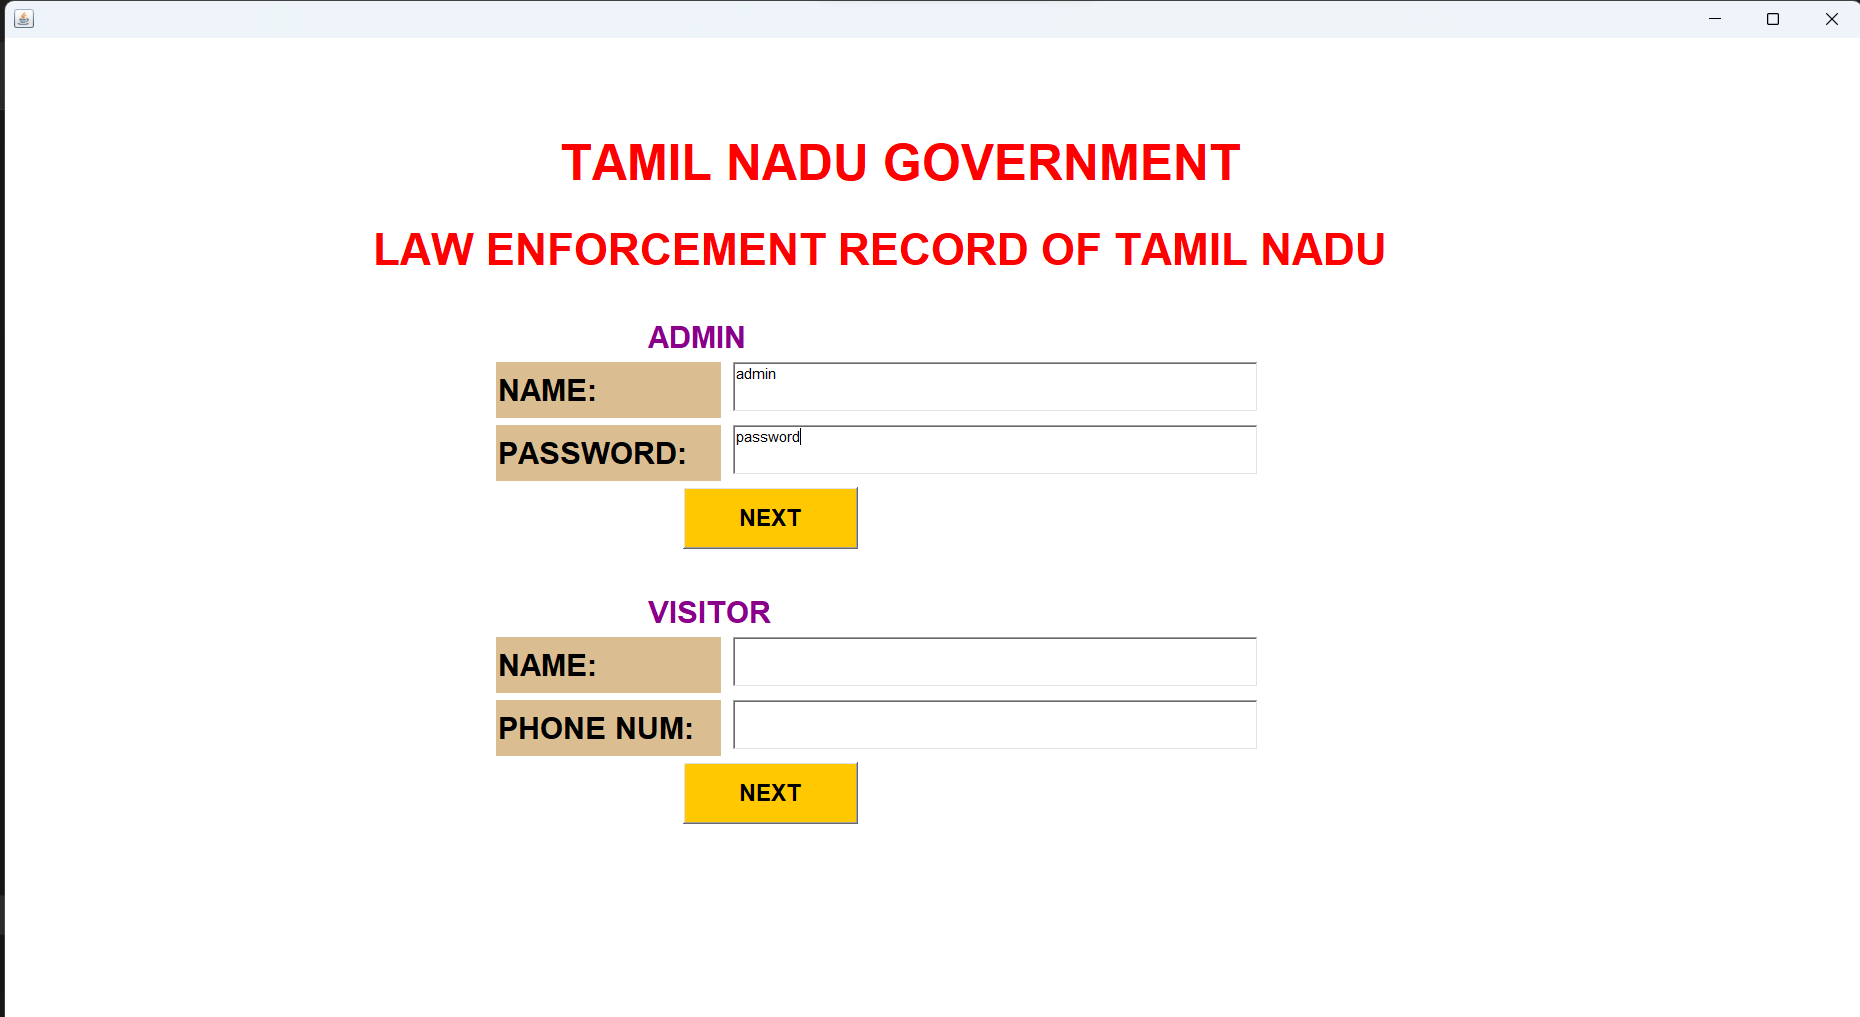 TAMIL NADU GOVERNMENT
LAW ENFORCEMENT RECORD OF TAMIL NADU
ADMIN
NAME: admin
PASSWORD: password
NEXT
VISITOR
NAME:
PHONE NUM:
NEXT